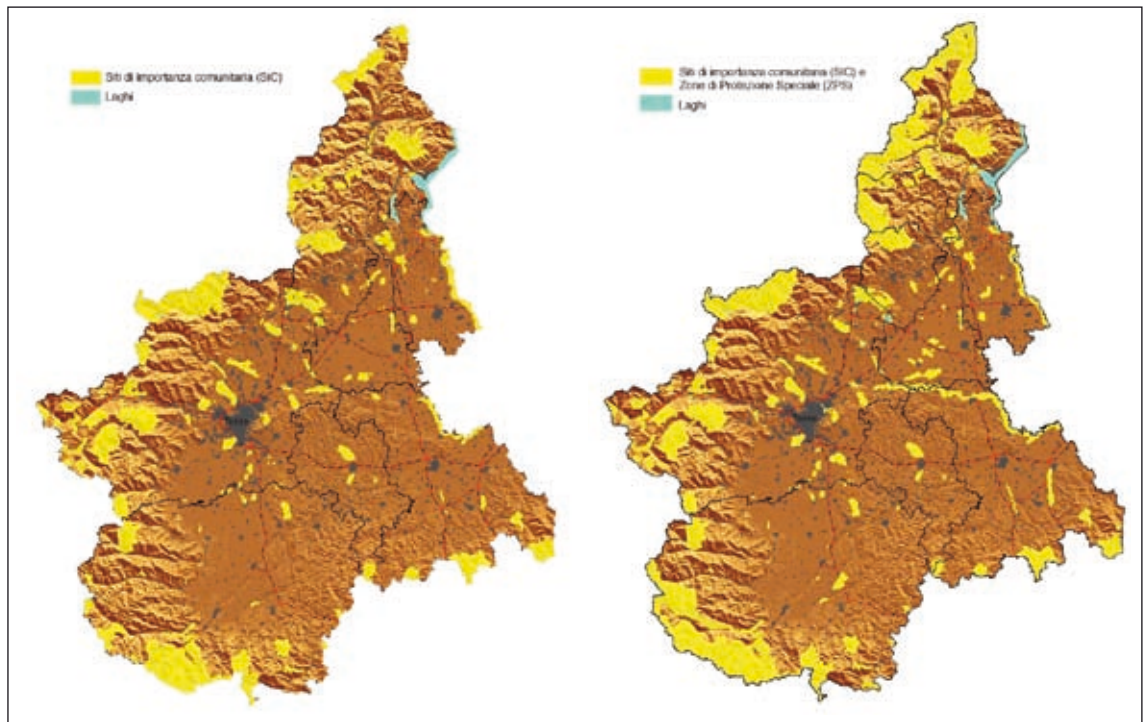 Siti di importanza comunitaria (SIC)
Laghi
Siti di importanza comunitaria (SIC) e
Zone di Protezione Speciale (ZPS)
Laghi